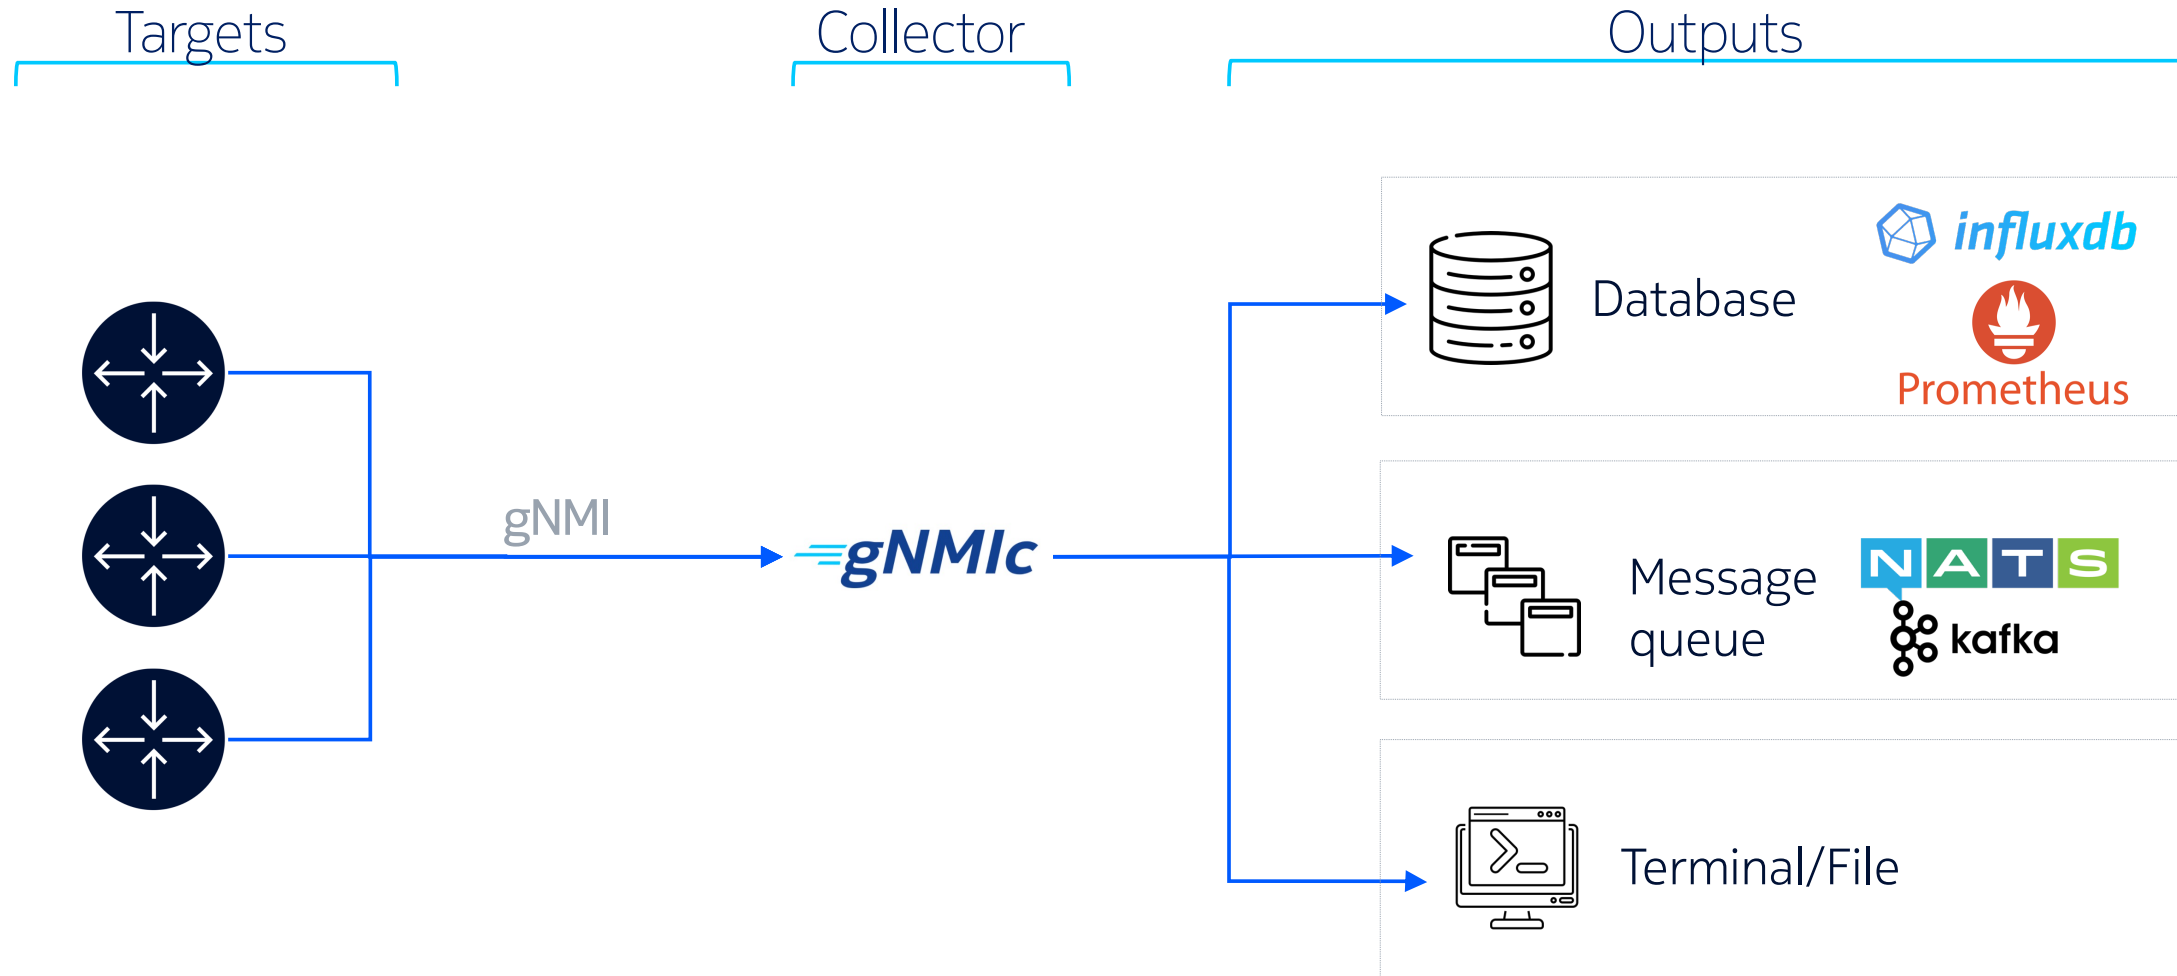 Targets
Collector
Outputs
gNMI
gNMIc
Database
influxdb
Prometheus
Message
queue
NATS
kafka
Terminal/File